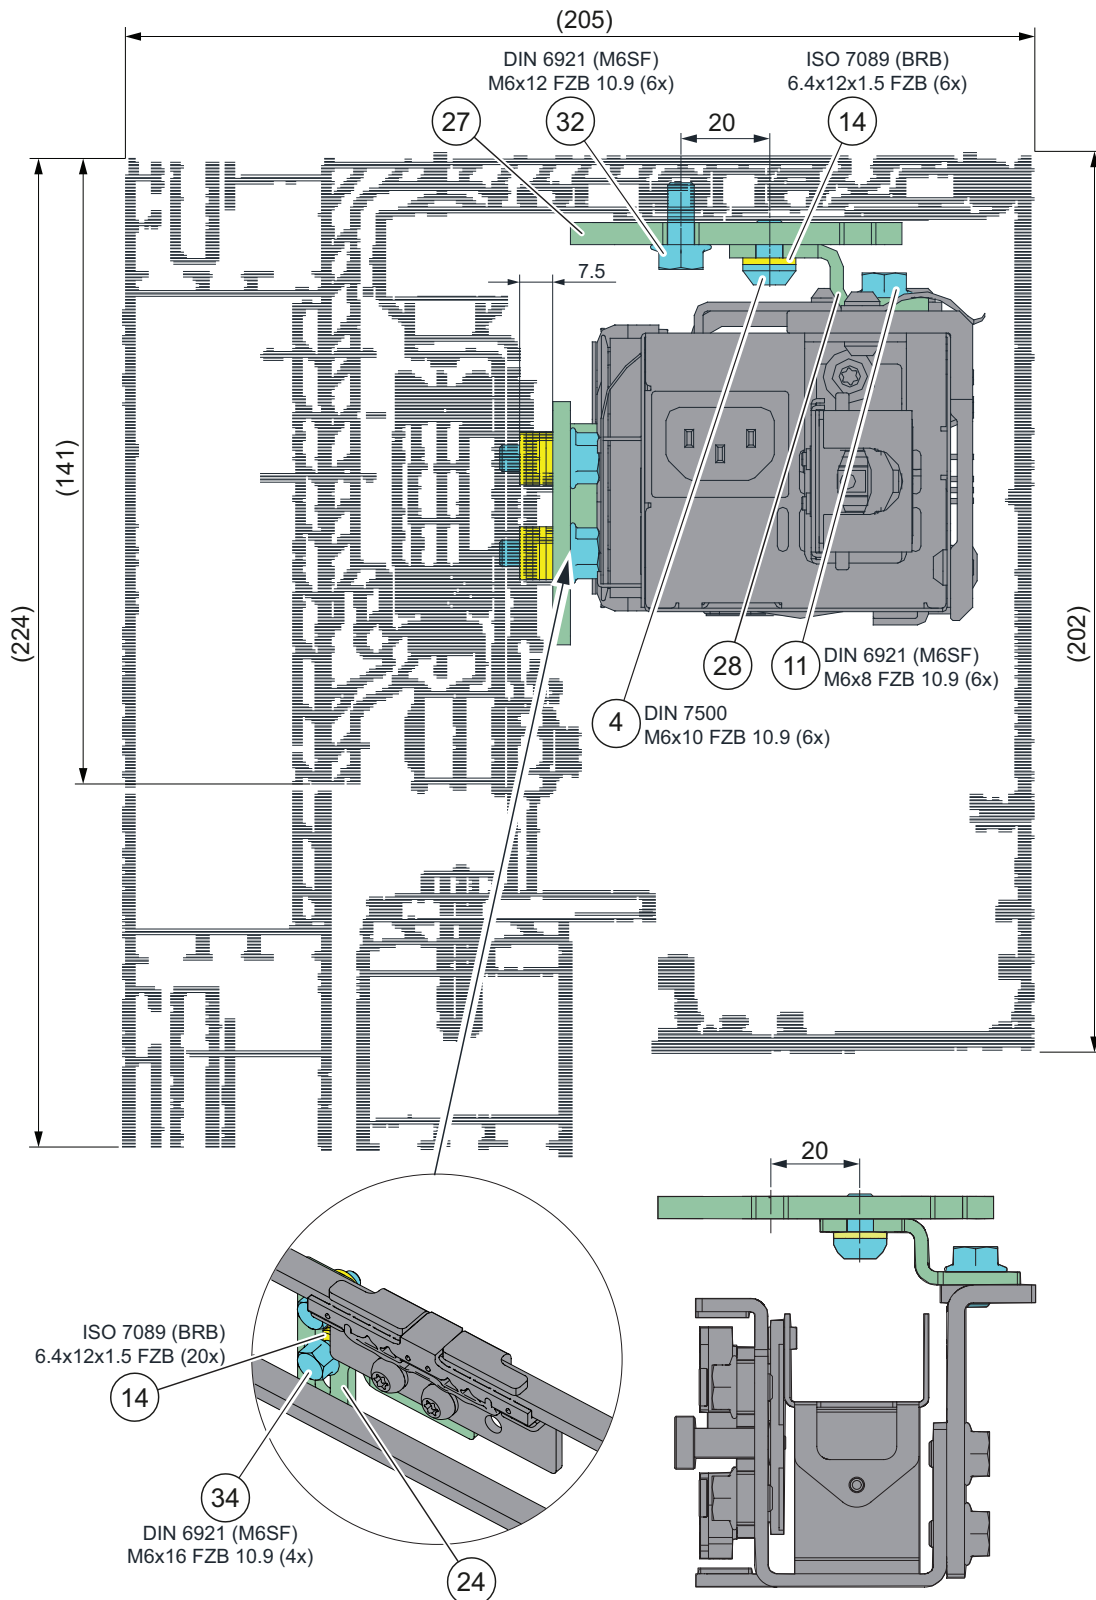 (205)
DIN 6921 (M6SF)
M6x12 FZB 10.9 (6x)
ISO 7089 (BRB)
6.4x12x1.5 FZB (6x)
27
32
20
14
7.5
(141)
(224)
(202)
28
11
DIN 6921 (M6SF)
M6x8 FZB 10.9 (6x)
4
DIN 7500
M6x10 FZB 10.9 (6x)
20
ISO 7089 (BRB)
6.4x12x1.5 FZB (20x)
14
34
DIN 6921 (M6SF)
M6x16 FZB 10.9 (4x)
24